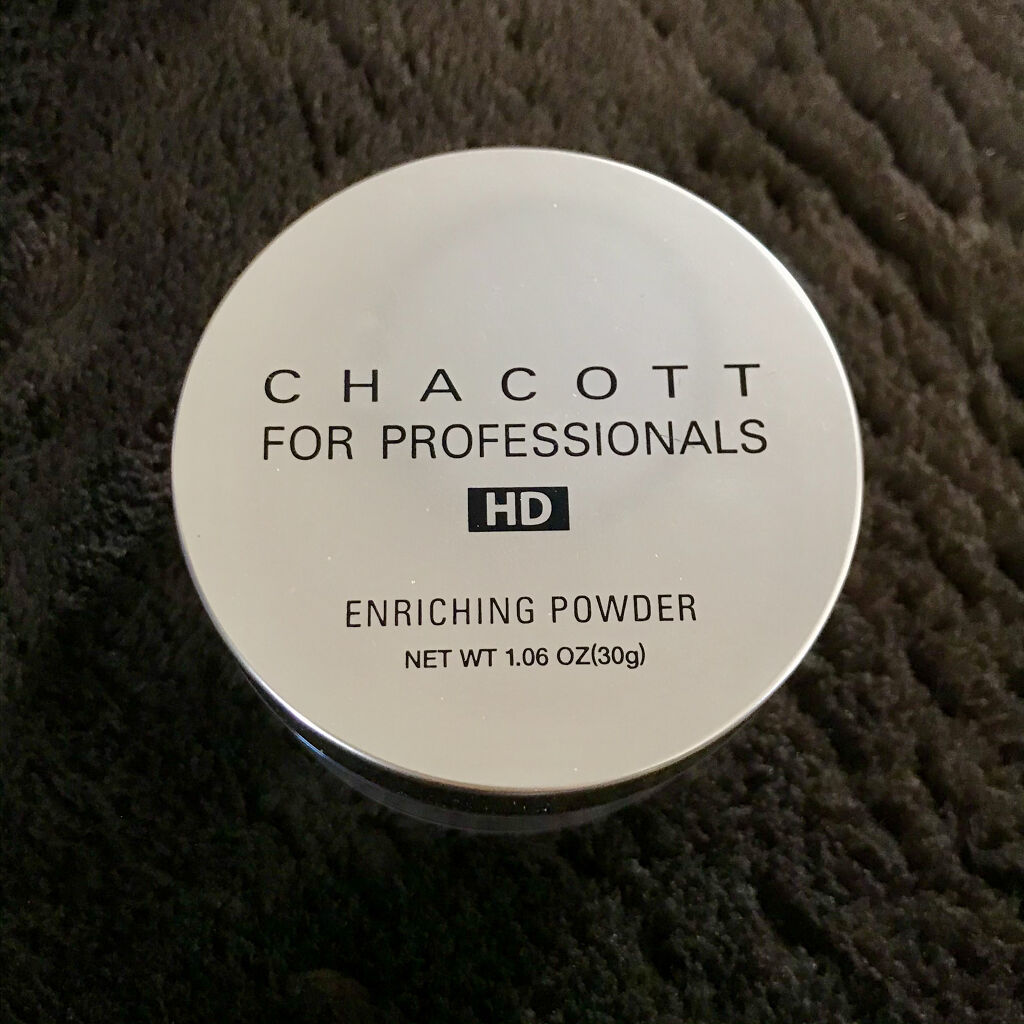 CHACOTT
FOR PROFESSIONALS
HD
ENRICHING POWDER
NET WT 1.06 OZ(30g)